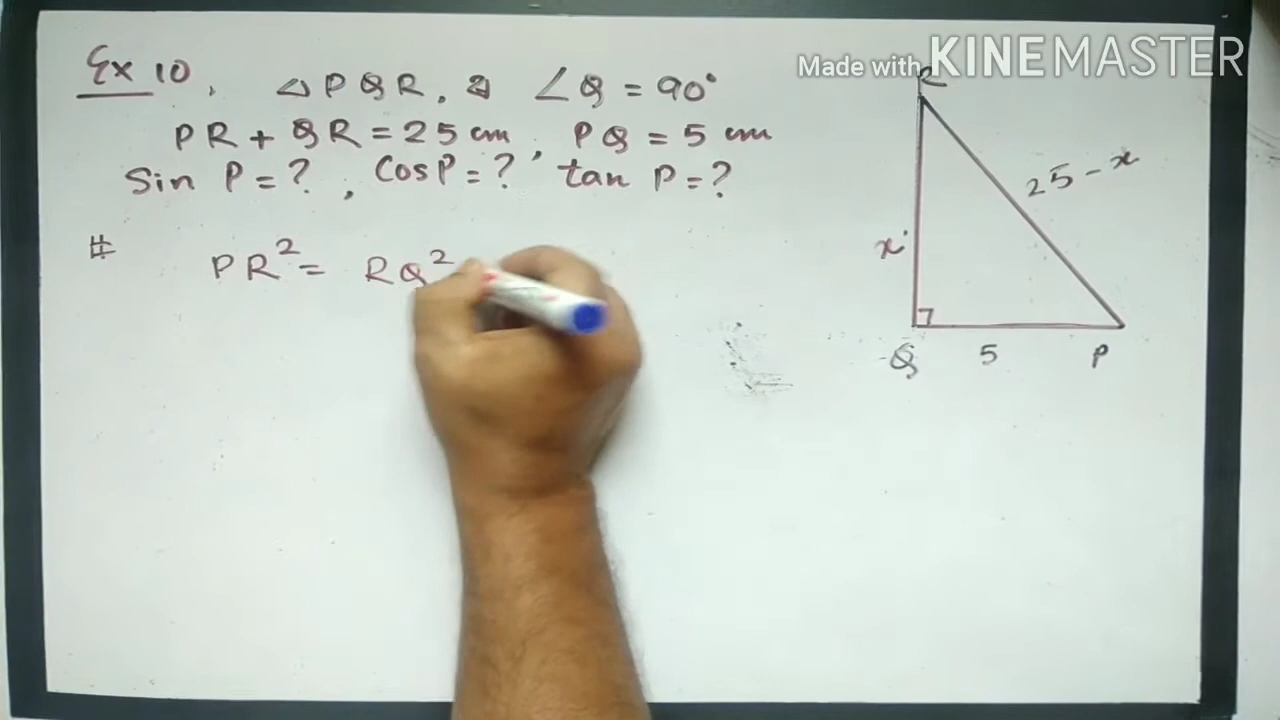 Made with KINEMASTER
Ex 10. △PQR, ∠Q = 90°
PR + QR = 25 cm, PQ = 5 cm
Sin P = ?, Cos P = ? tan P = ?
# PR² = RQ²
R
25 - x
x
Q 5 P